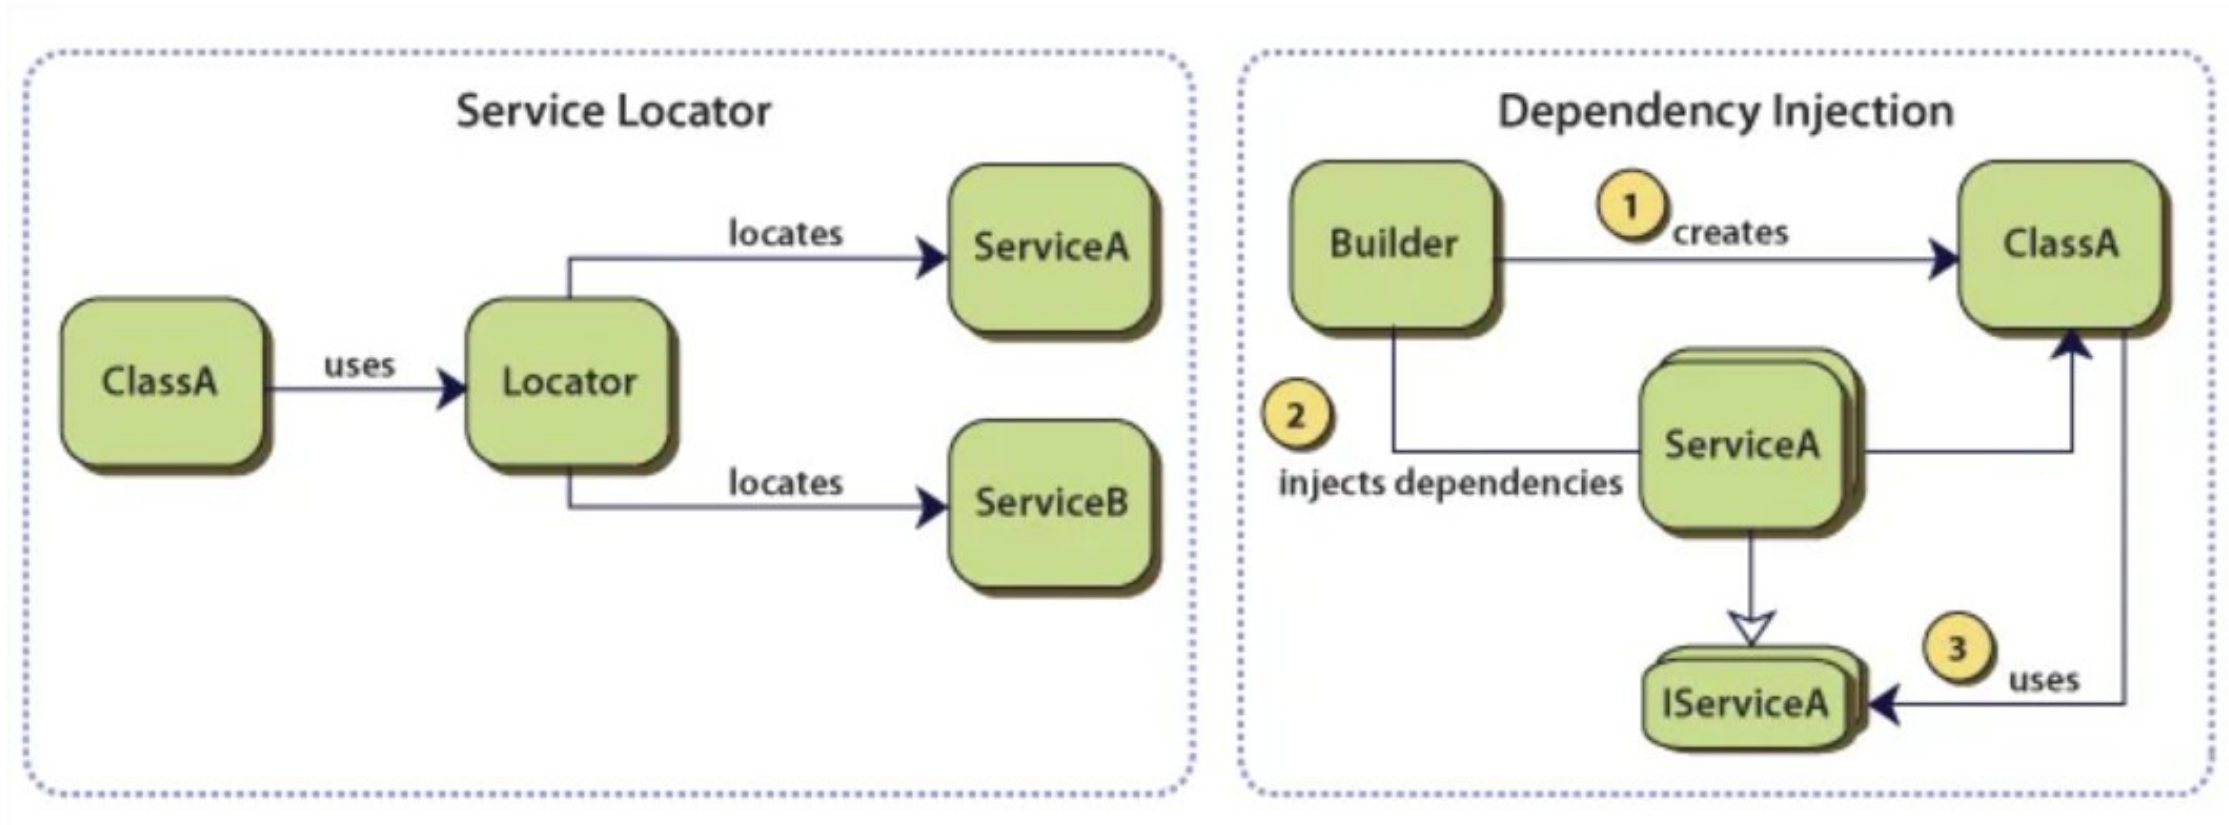 Service Locator
ClassA
uses
Locator
locates
ServiceA
locates
ServiceB
Dependency Injection
Builder
1
creates
ClassA
2
injects dependencies
ServiceA
IServiceA
3
uses